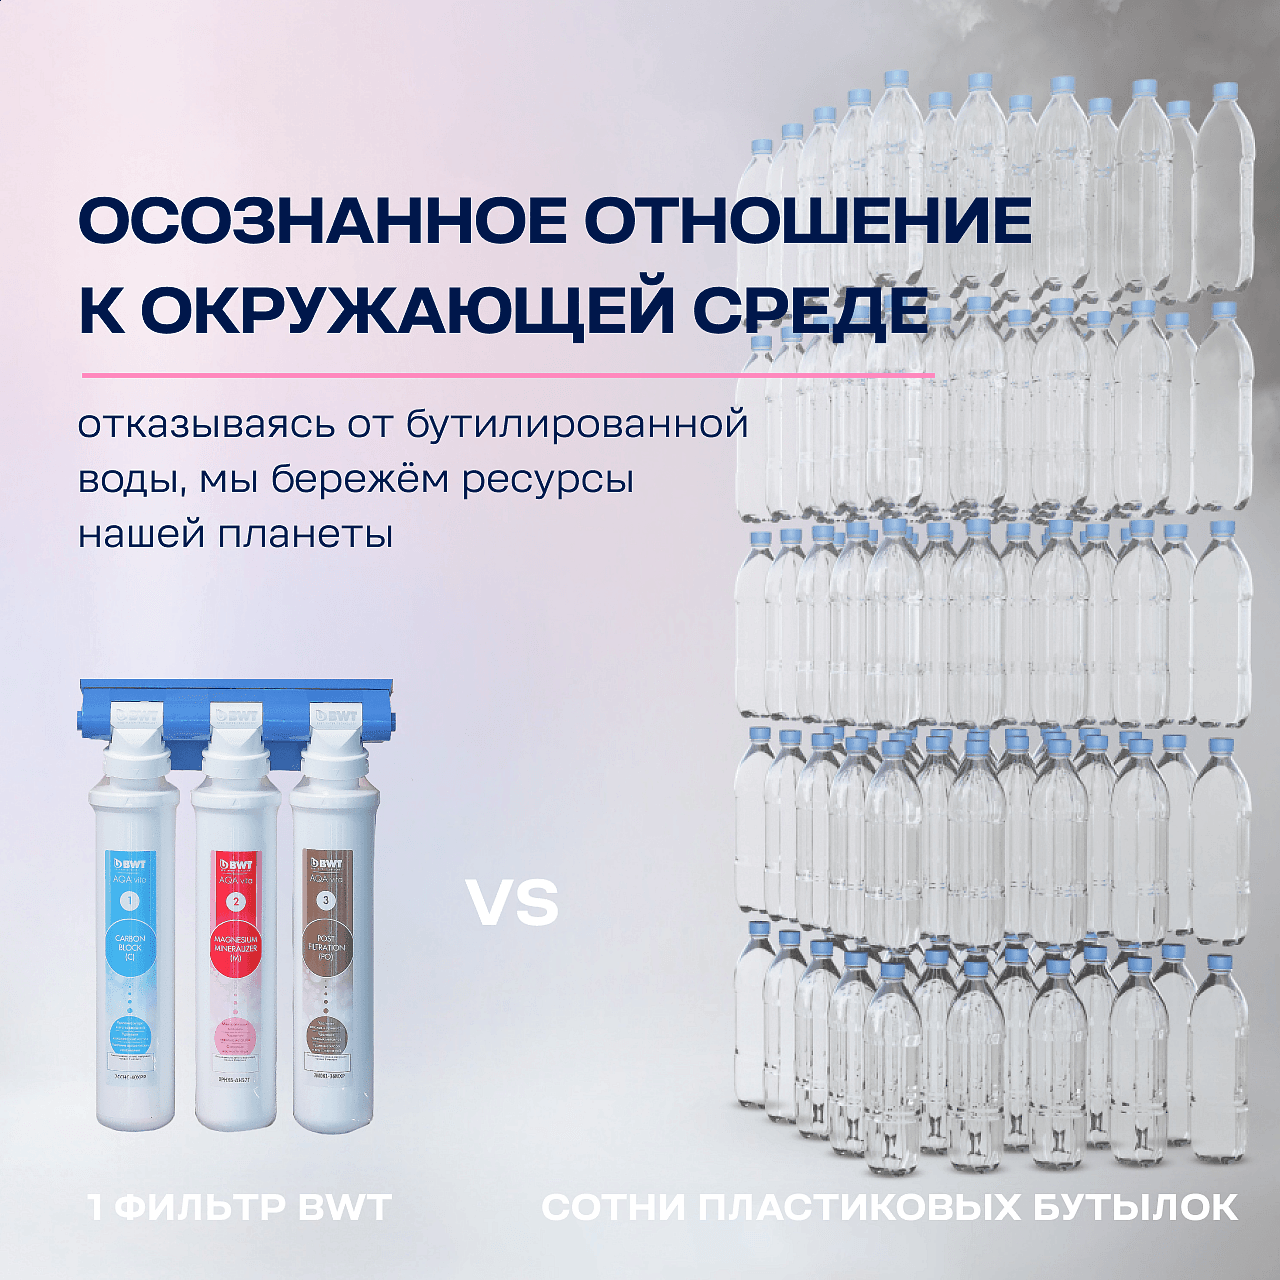 ОСОЗНАННОЕ ОТНОШЕНИЕ
К ОКРУЖАЮЩЕЙ СРЕДЕ
отказываясь от бутилированной
воды, мы бережём ресурсы
нашей планеты
BWT
BWT
BWT
BWT
AQA vita
1
CARBON
BLOCK
(C)
BWT
AQA vita
2
MAGNESIUM
MINERALIZER
(M)
BWT
AQA vita
3
POST
FILTRATION
(PO)
VS
1 ФИЛЬТР BWT
СОТНИ ПЛАСТИКОВЫХ БУТЫЛОК